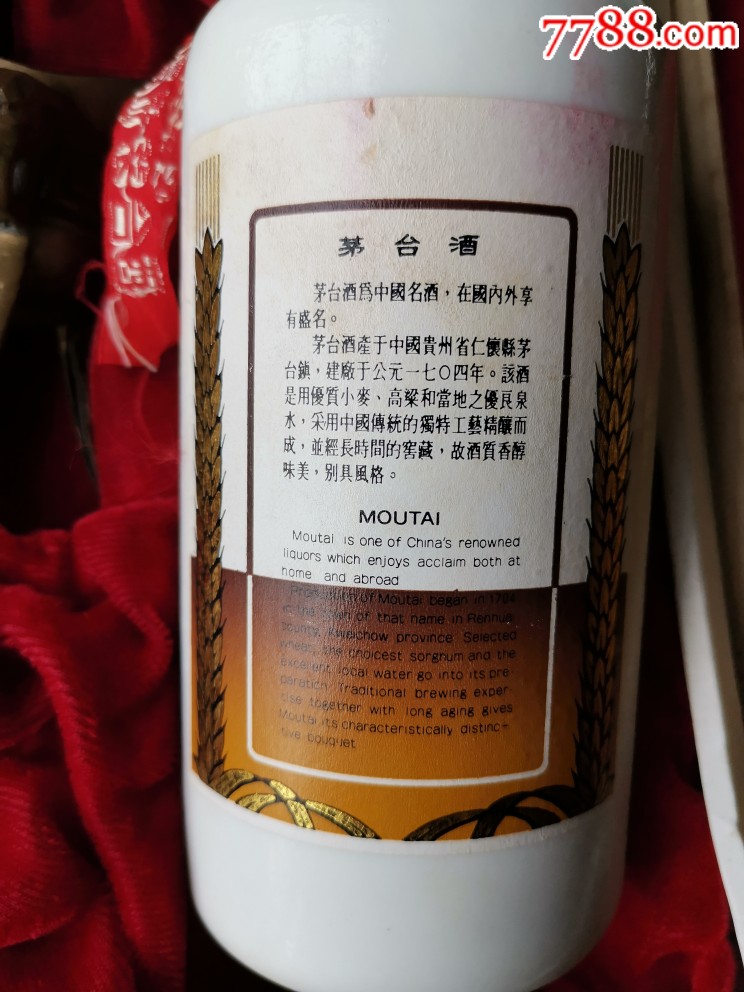 7788.com
茅台酒
茅台酒爲中國名酒，在國內外享
有盛名。
茅台酒產于中國貴州省仁懷縣茅
台鎮，建廠于公元一七〇四年。該酒
是用優質小麥、高粱和當地之優良泉
水，采用中國傳統的獨特工藝精釀而
成，並經長時間的窖藏，故酒質香醇
味美，别具風格。
MOUTAI
Moutai is one of China's renowned
liquors which enjoys acclaim both at
home and abroad
Production of Moutai began in 1704
in the town of that name in Renhuai
county, Kweichow province Selected
wheat, the choicest sorghum and the
excellent local water go into its pre-
paration Traditional brewing exper-
tise together with long aging gives
Moutai its characteristically distinc-
tive bouquet
台酒